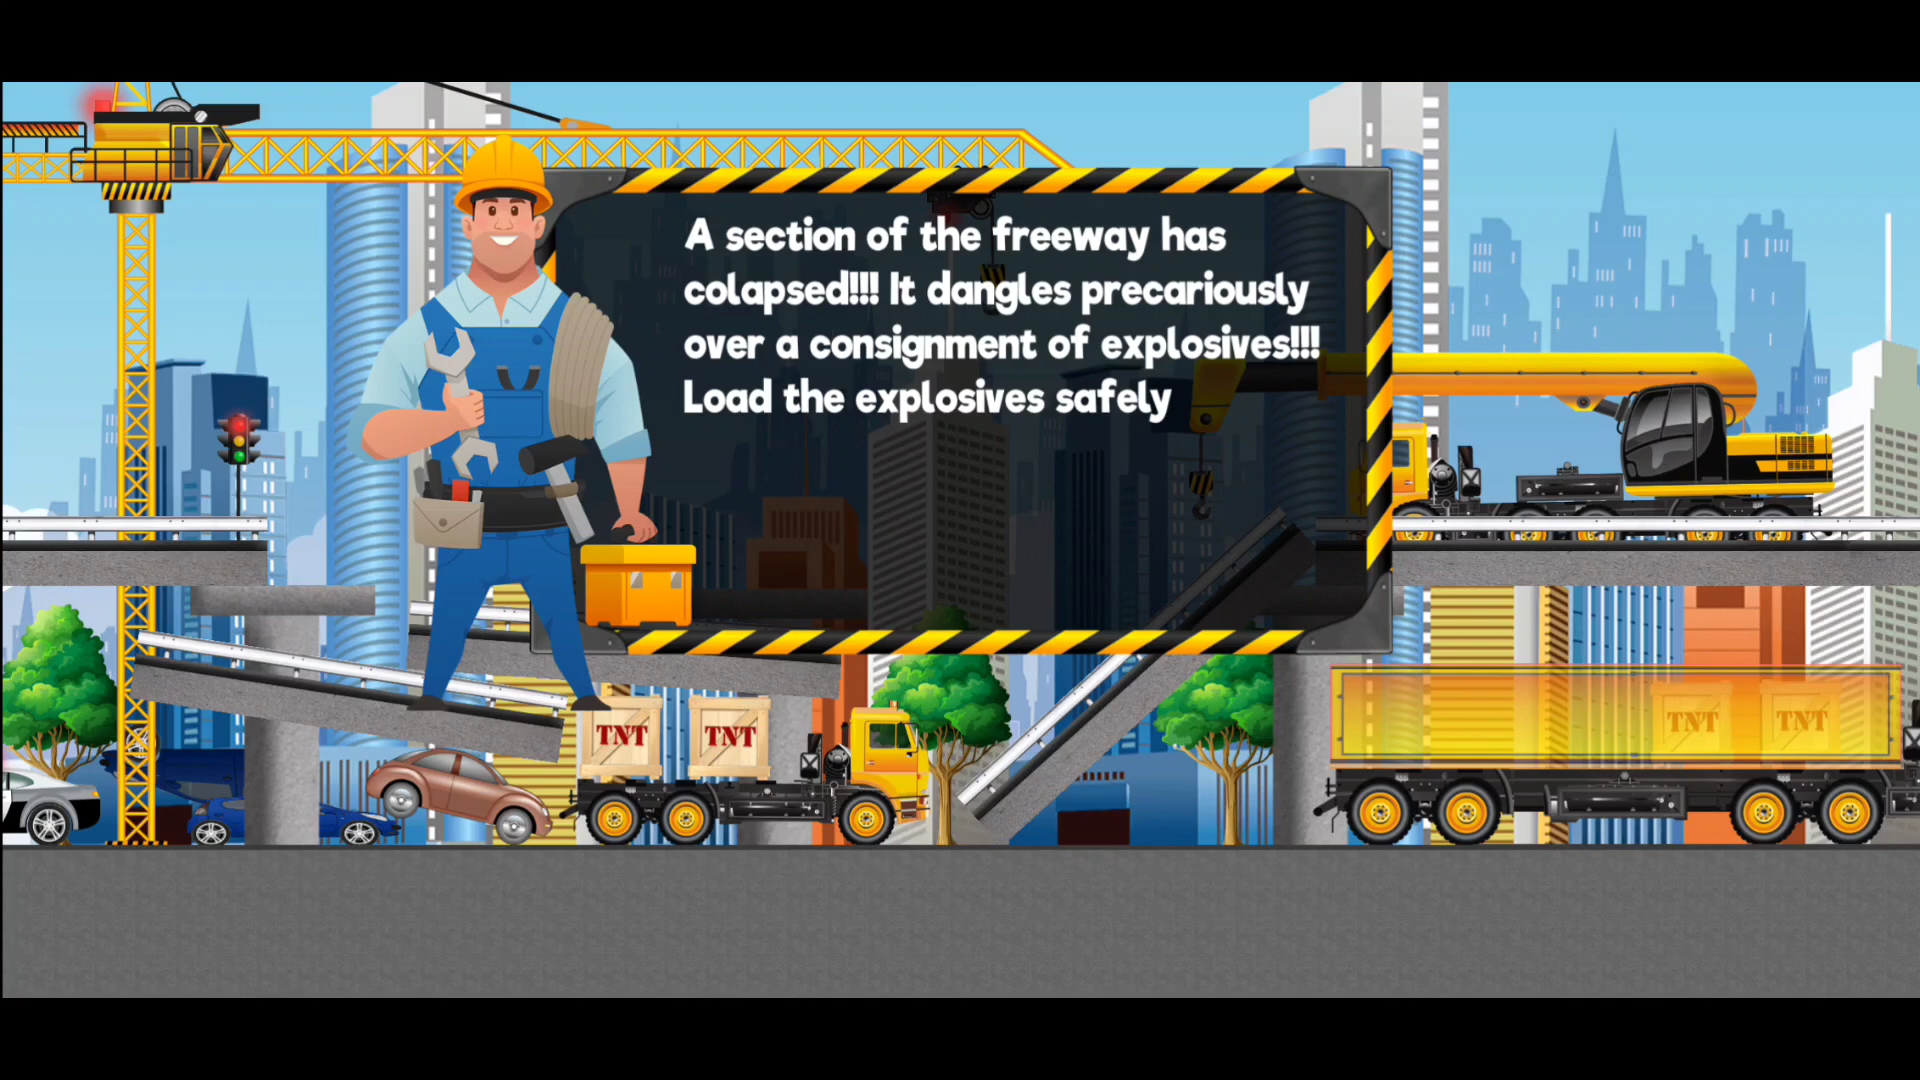 A section of the freeway has
colapsed!!! It dangles precariously
over a consignment of explosives!!!
Load the explosives safely
TNT TNT
TNT TNT